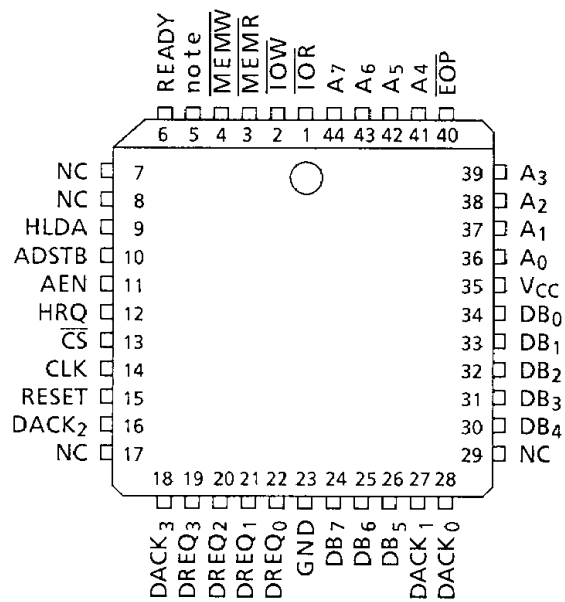 READY
note
MEMW
MEMR
IOW
IOR
A7
A6
A5
A4
EOP
6 5 4 3 2 1 44 43 42 41 40
NC 7
NC 8
HLDA 9
ADSTB 10
AEN 11
HRQ 12
CS 13
CLK 14
RESET 15
DACK2 16
NC 17
39 A3
38 A2
37 A1
36 A0
35 VCC
34 DB0
33 DB1
32 DB2
31 DB3
30 DB4
29 NC
18 19 20 21 22 23 24 25 26 27 28
DACK3
DREQ3
DREQ2
DREQ1
DREQ0
GND
DB7
DB6
DB5
DACK1
DACK0